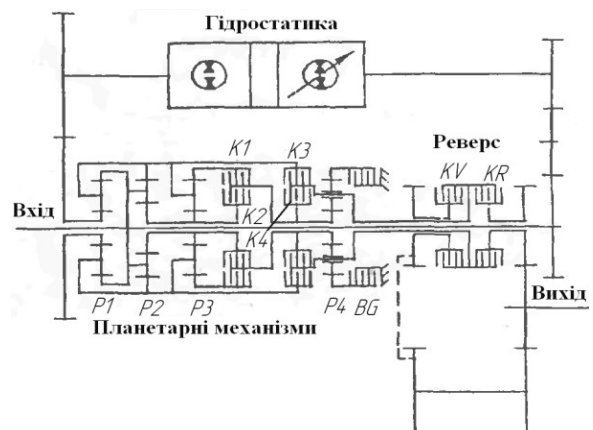 Гідростатика
K1
K3
Реверс
KV KR
Вхід
K2
K4
P1 P2 P3
P4 BG
Вихід
Планетарні механізми